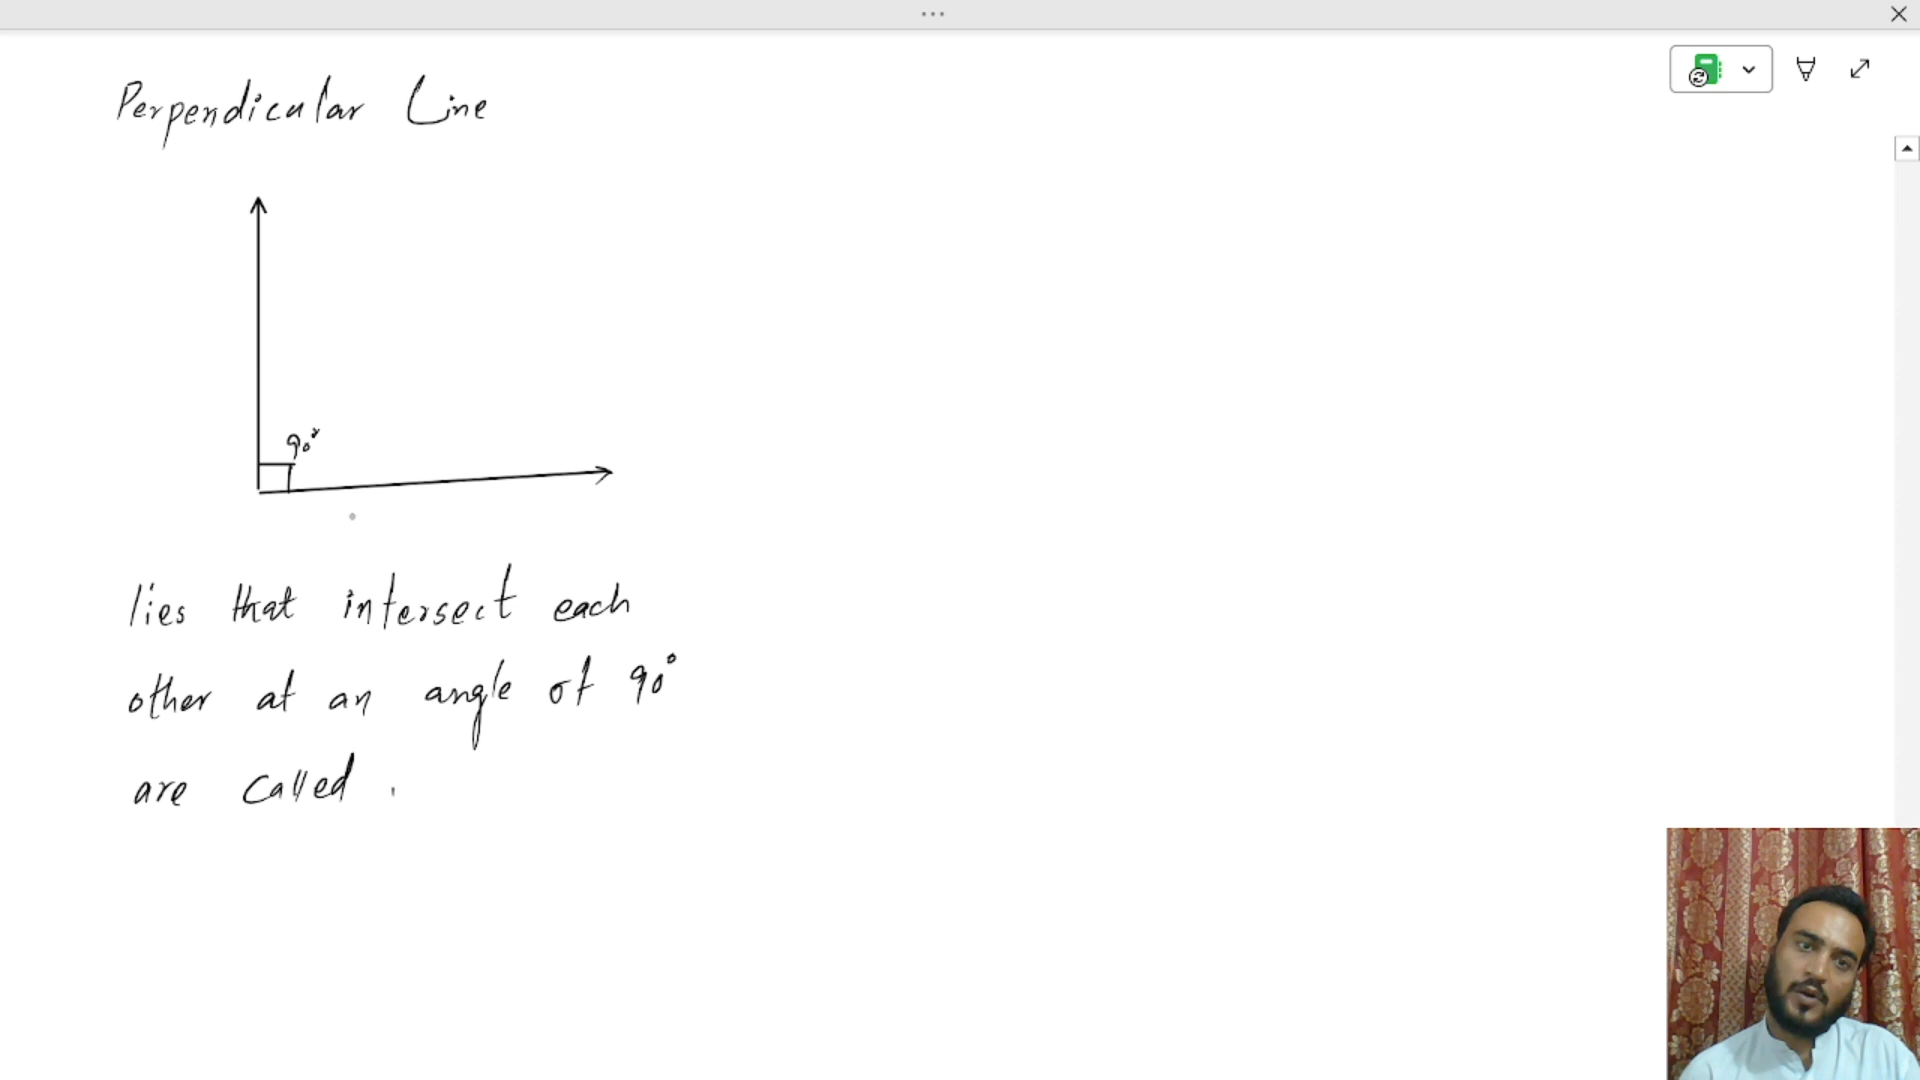 Perpendicular Line
90°
lies that intersect each
other at an angle of 90°
are called